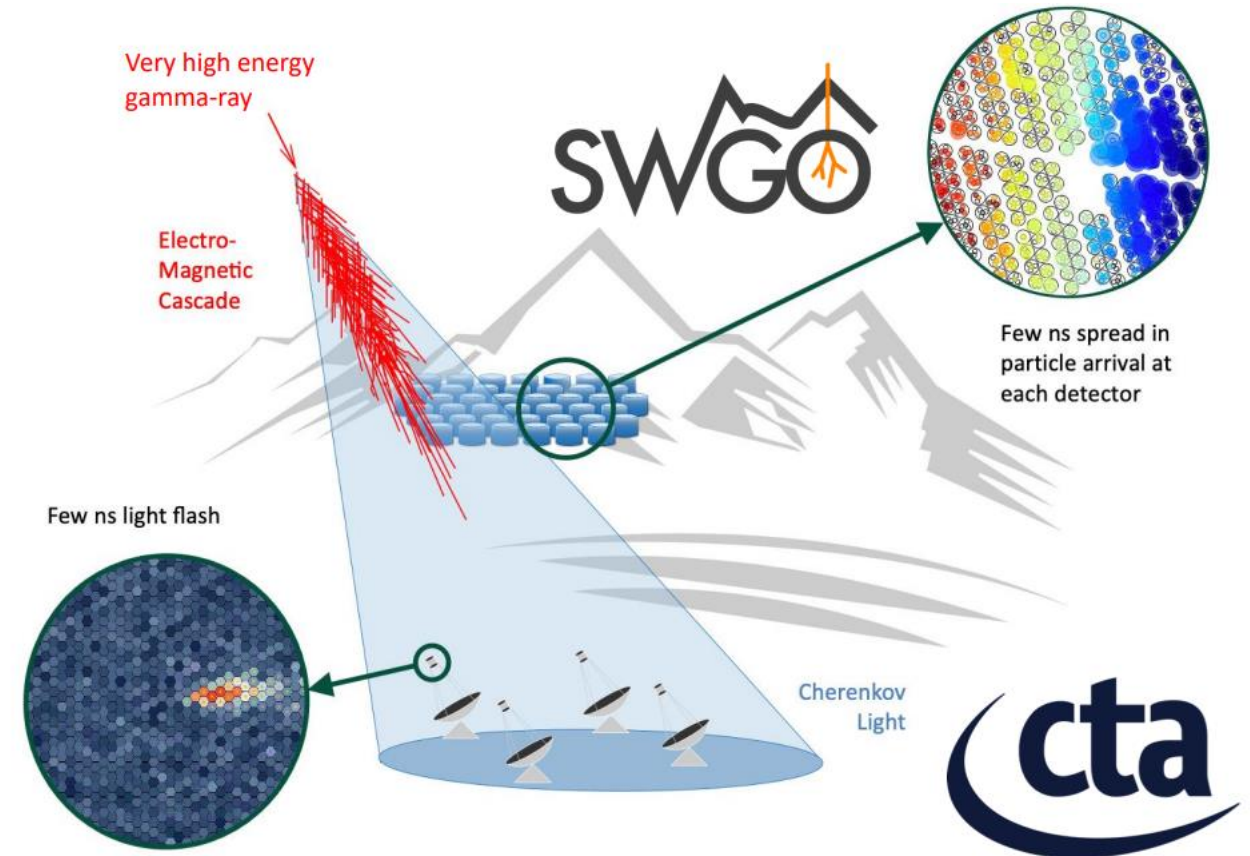 Very high energy
gamma-ray
SWGO
Electro-
Magnetic
Cascade
Few ns spread in
particle arrival at
each detector
Few ns light flash
Cherenkov
Light
cta